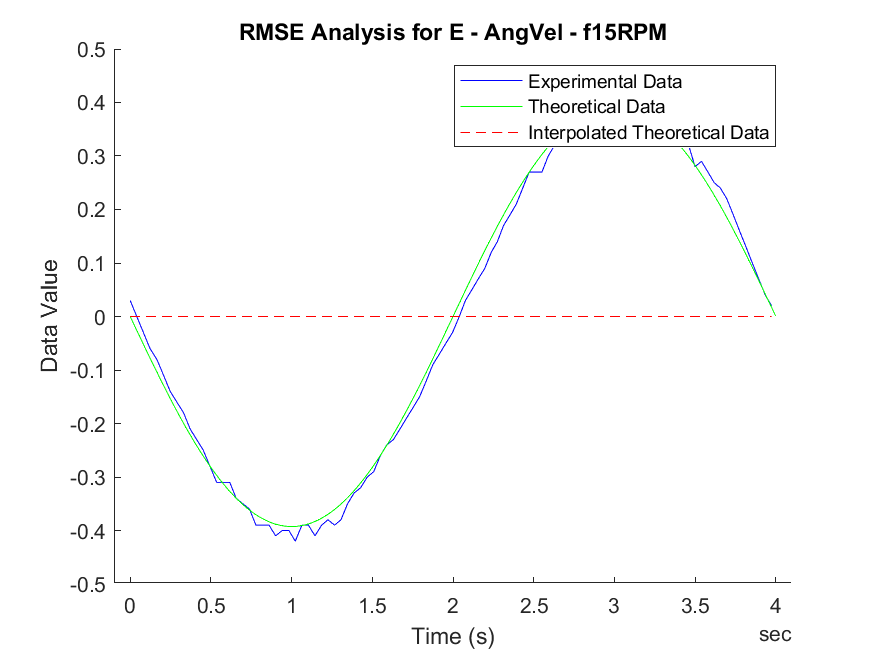 RMSE Analysis for E - AngVel - f15RPM
Experimental Data
Theoretical Data
Interpolated Theoretical Data
Data Value
0.5
0.4
0.3
0.2
0.1
0
-0.1
-0.2
-0.3
-0.4
-0.5
0 0.5 1 1.5 2 2.5 3 3.5 4
sec
Time (s)